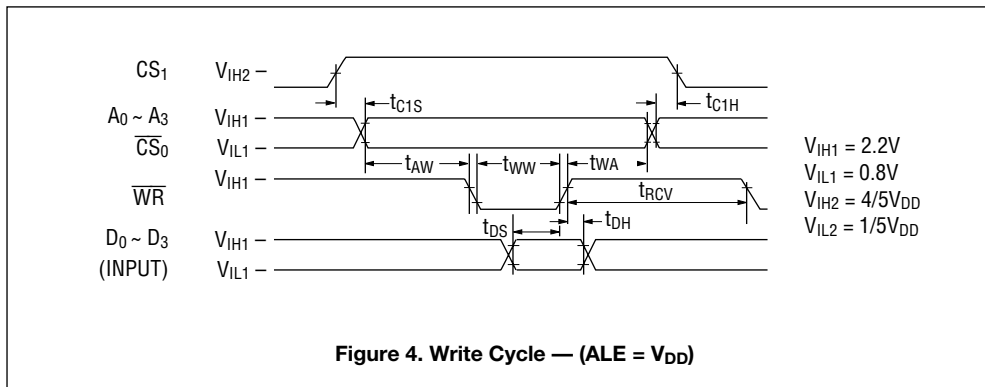 CS1 VIH2
tC1S tC1H
A0 ~ A3 VIH1
CS0 VIL1
tAW tWW tWA
WR VIH1
tRCV
tDS tDH
D0 ~ D3 VIH1
(INPUT) VIL1
VIH1 = 2.2V
VIL1 = 0.8V
VIH2 = 4/5VDD
VIL2 = 1/5VDD
Figure 4. Write Cycle — (ALE = VDD)